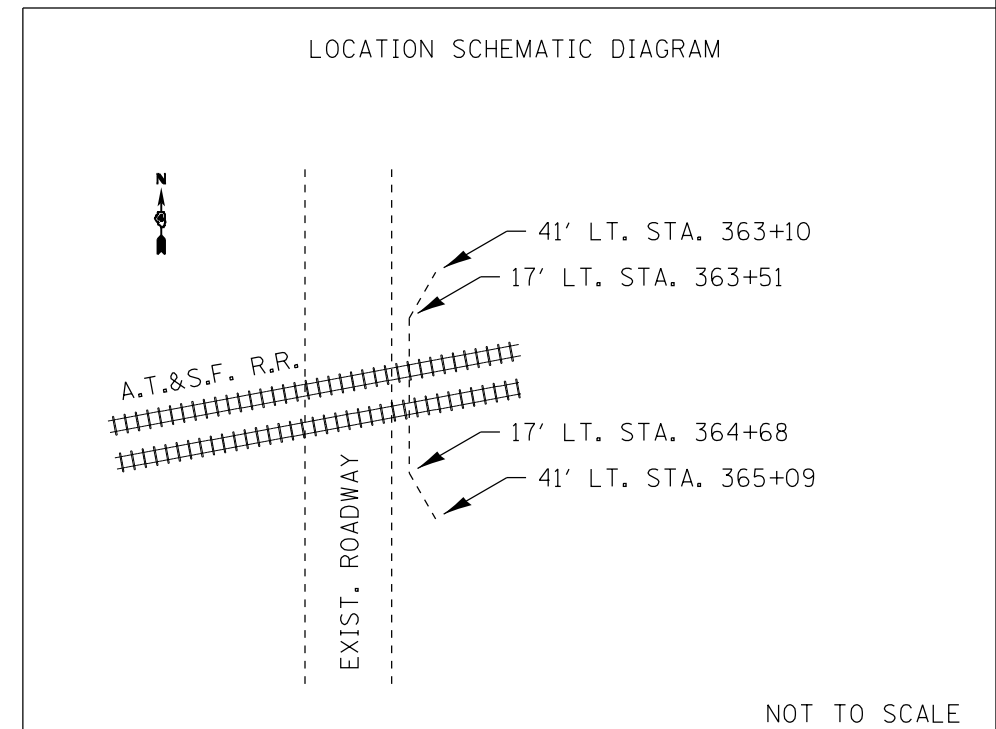 LOCATION SCHEMATIC DIAGRAM
N
41' LT. STA. 363+10
17' LT. STA. 363+51
A.T.&S.F. R.R.
17' LT. STA. 364+68
41' LT. STA. 365+09
EXIST. ROADWAY
NOT TO SCALE